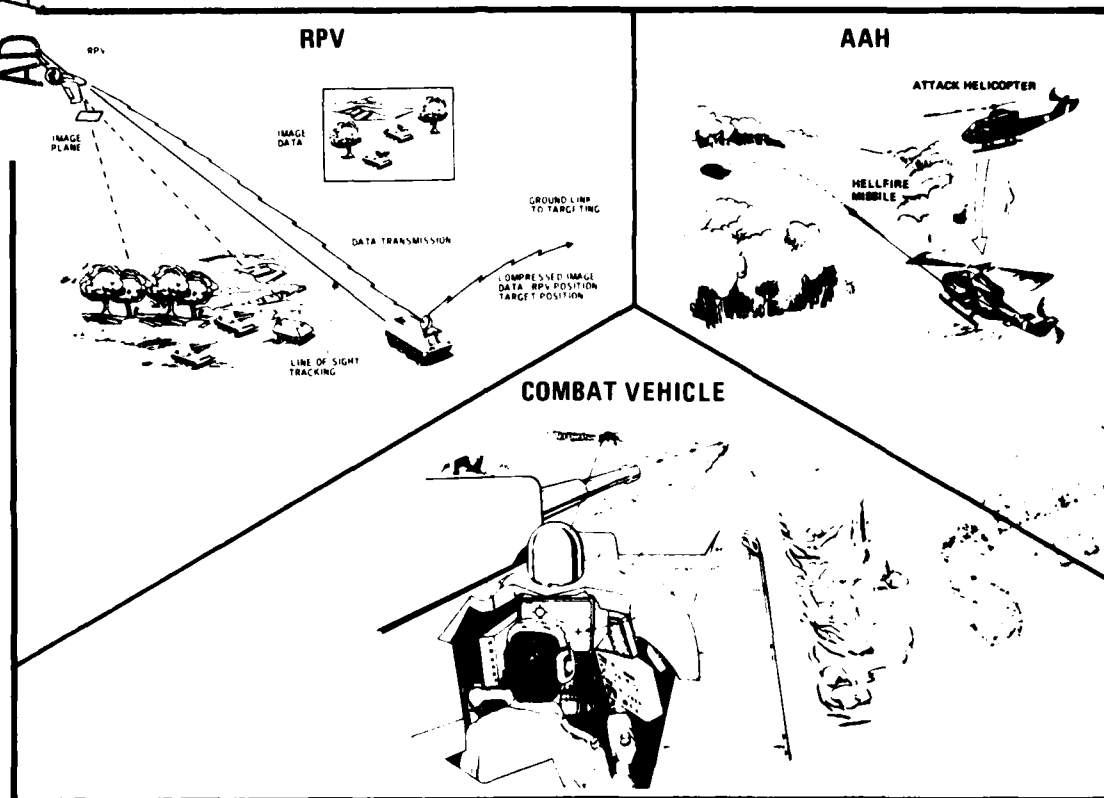 RPV
RPV
IMAGE
PLANE
IMAGE
DATA
DATA TRANSMISSION
GROUND LINK
TO TARGETING
COMPRESSED IMAGE
DATA RPV POSITION
TARGET POSITION
LINE OF SIGHT
TRACKING
AAH
ATTACK HELICOPTER
HELLFIRE
MISSILE
COMBAT VEHICLE